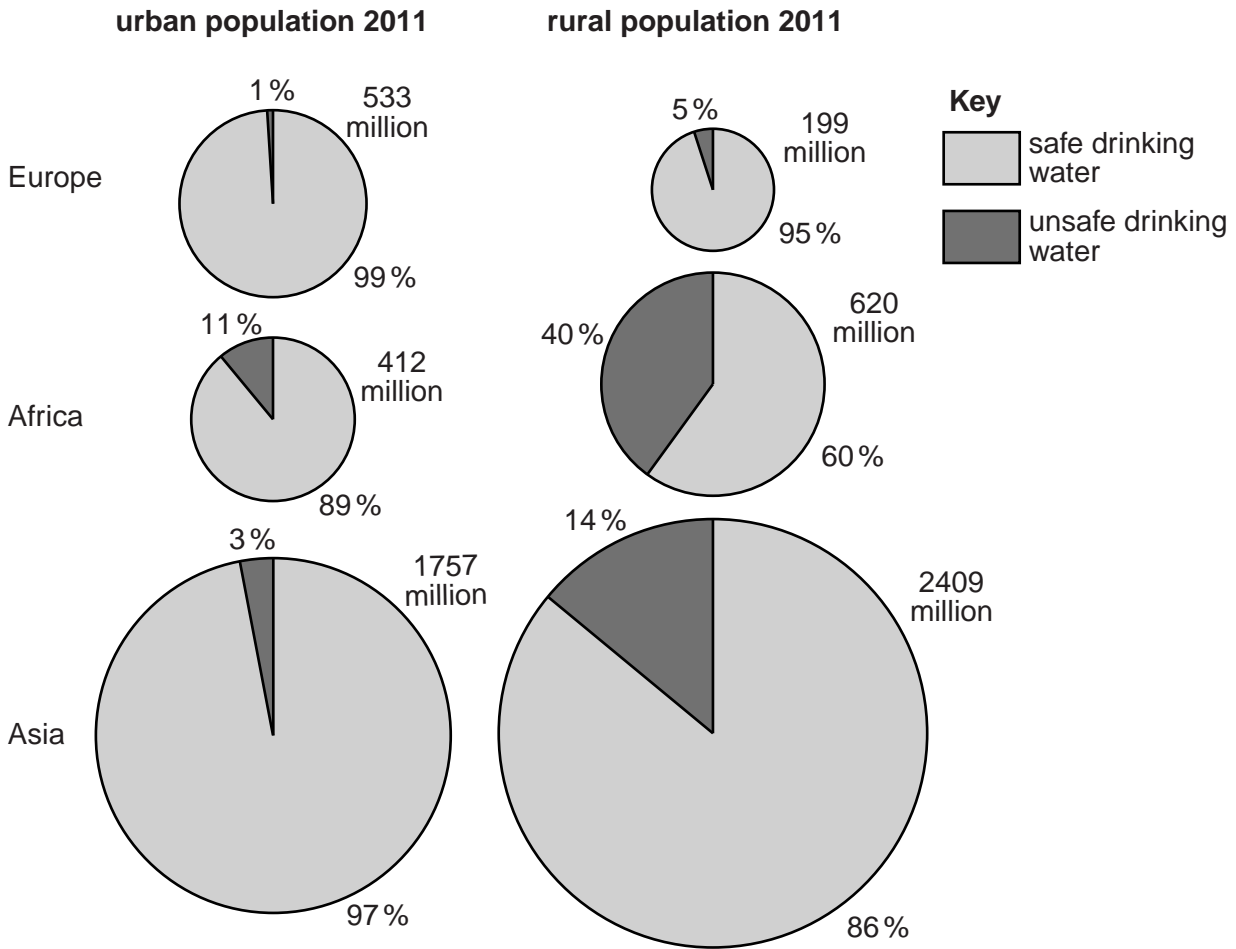 urban population 2011
rural population 2011
Europe
1 %
533
million
99 %
5 %
199
million
95 %
Key
safe drinking
water
unsafe drinking
water
Africa
11 %
412
million
89 %
40 %
620
million
60 %
Asia
3 %
1757
million
97 %
14 %
2409
million
86 %